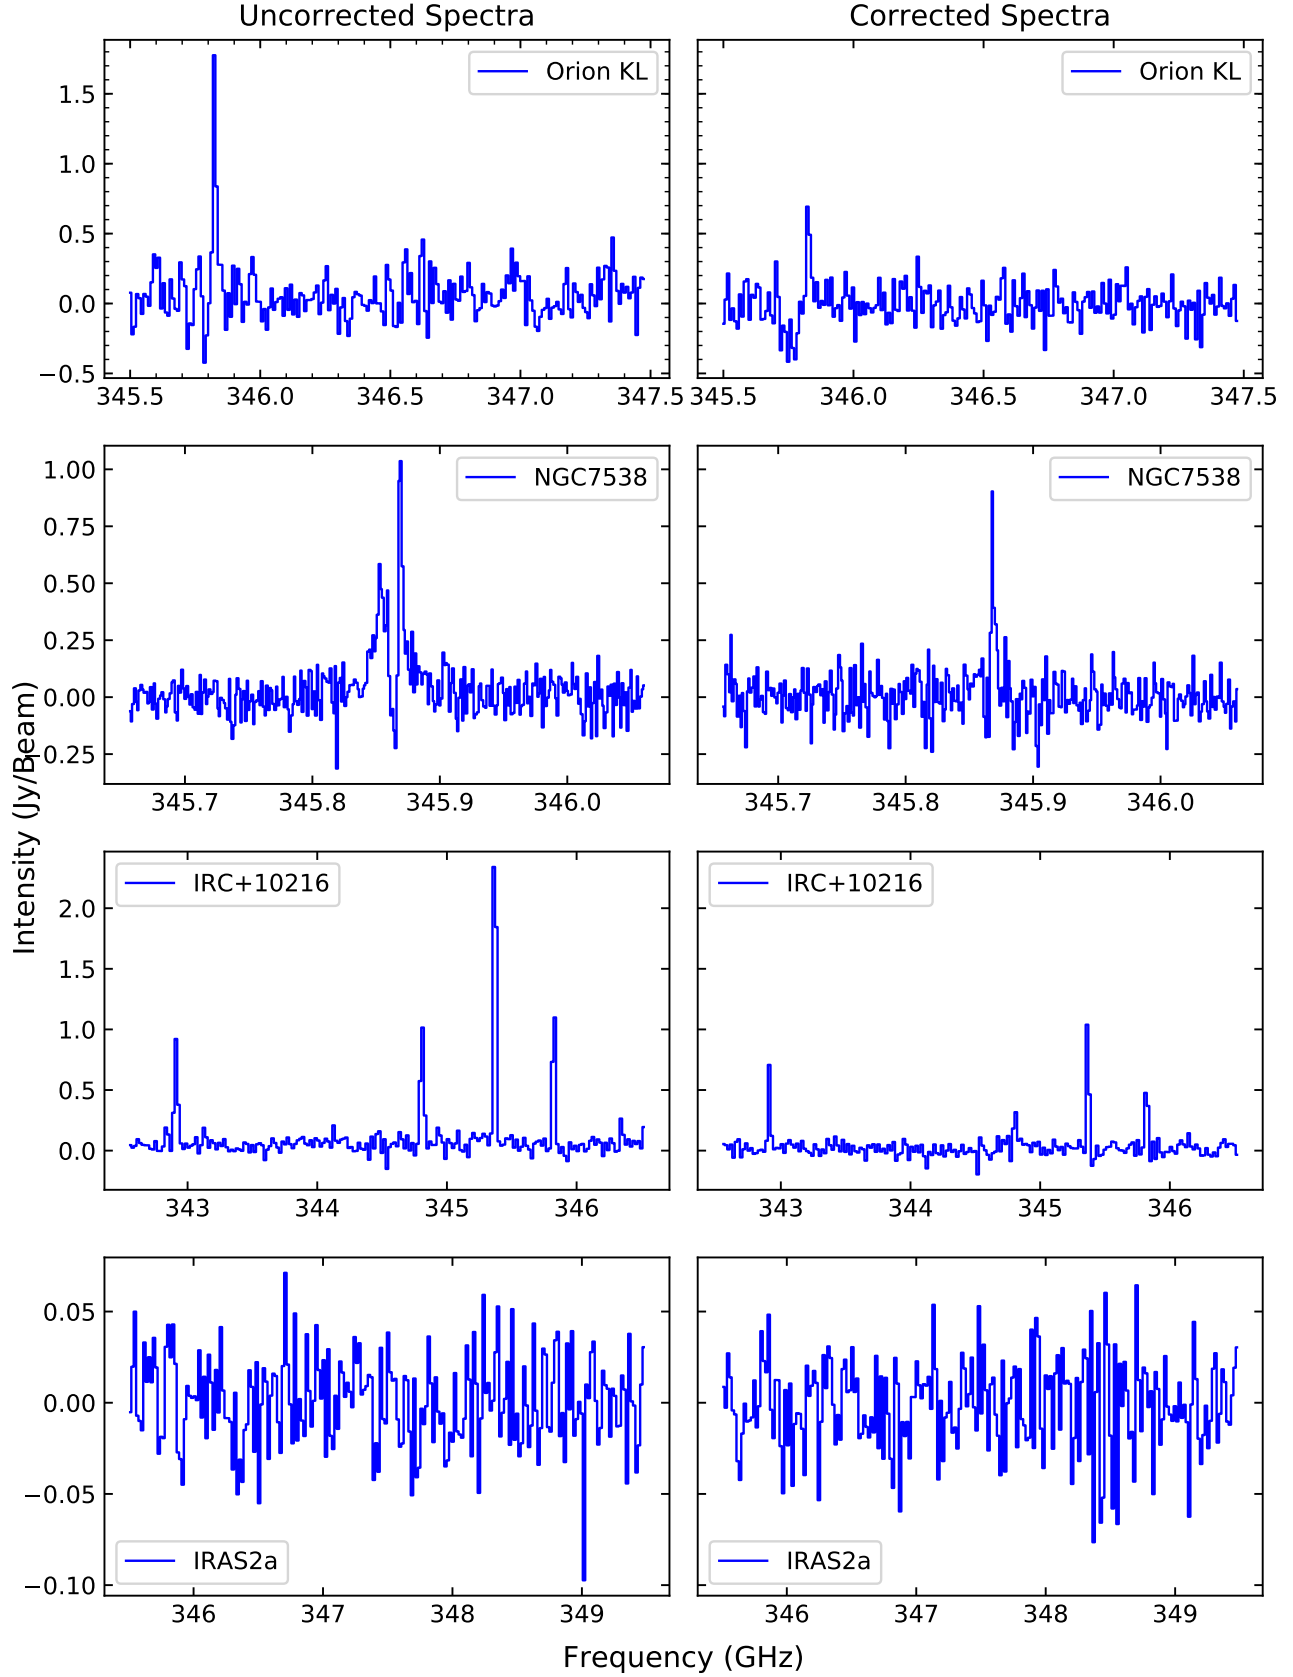 Uncorrected Spectra
Corrected Spectra
Orion KL
Orion KL
1.5
1.0
0.5
0.0
−0.5
345.5 346.0 346.5 347.0 347.5
345.5 346.0 346.5 347.0 347.5
NGC7538
NGC7538
1.00
0.75
0.50
0.25
0.00
0.25
345.7 345.8 345.9 346.0
345.7 345.8 345.9 346.0
Intensity (Jy/Beam)
IRC+10216
IRC+10216
2.0
1.5
1.0
0.5
0.0
343 344 345 346
343 344 345 346
0.05
0.00
−0.05
−0.10
IRAS2a
IRAS2a
346 347 348 349
346 347 348 349
Frequency (GHz)